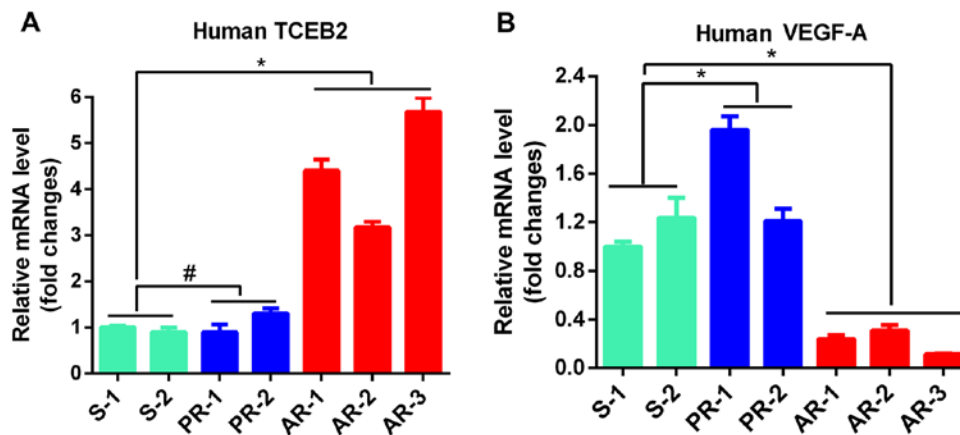 A
Human TCEB2
*
#
Relative mRNA level
(fold changes)
6
5
4
3
2
1
0
S-1
S-2
PR-1
PR-2
AR-1
AR-2
AR-3
B
Human VEGF-A
*
*
Relative mRNA level
(fold changes)
2.4
2.0
1.6
1.2
0.8
0.4
0.0
S-1
S-2
PR-1
PR-2
AR-1
AR-2
AR-3